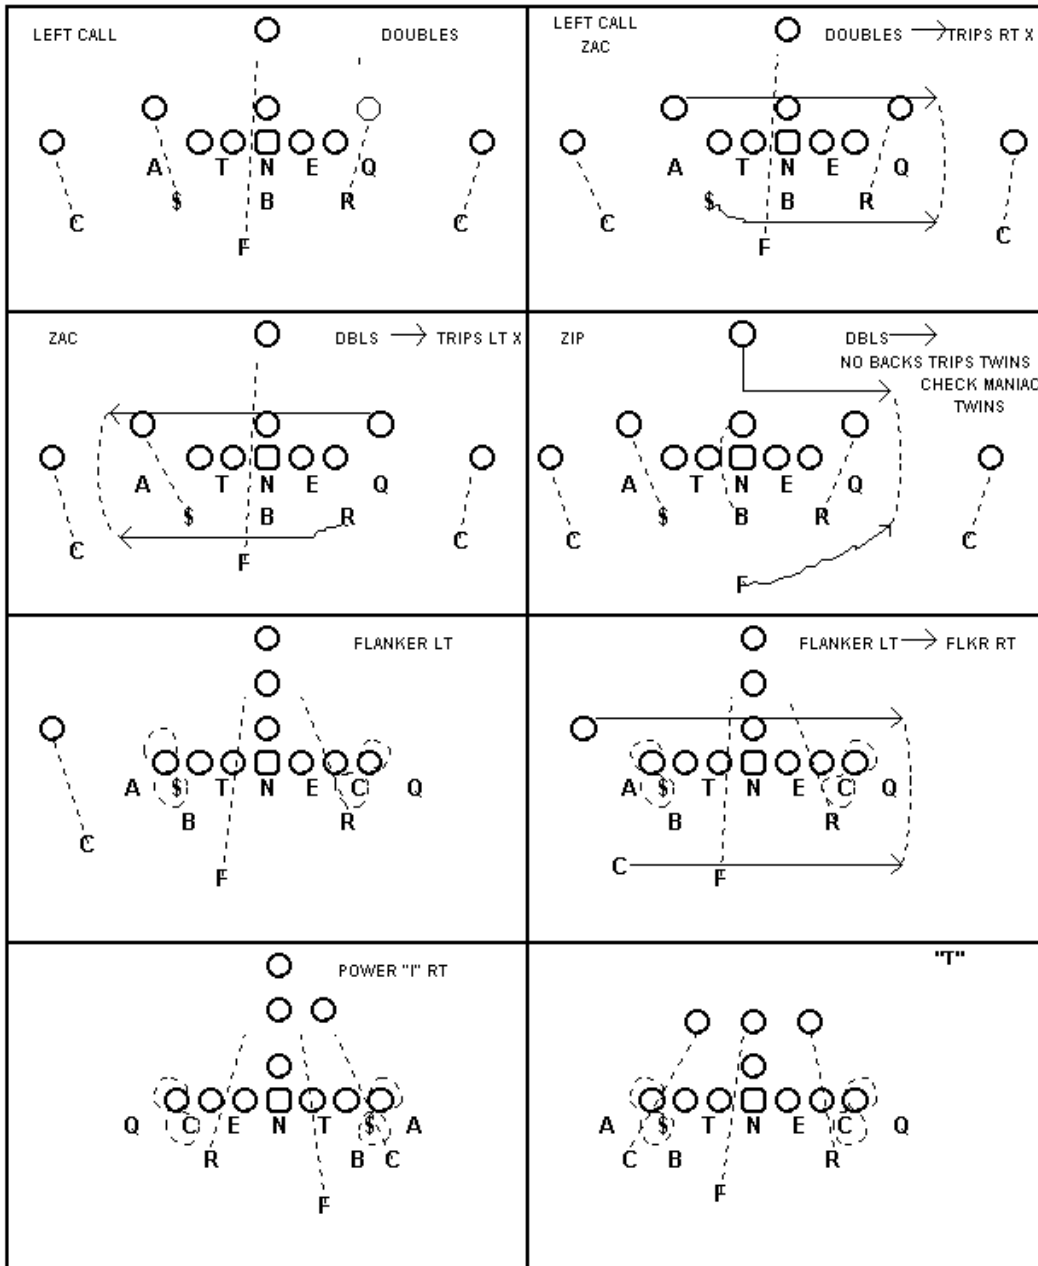 LEFT CALL DOUBLES
A T N E Q
$ B R
C C
F
LEFT CALL DOUBLES TRIPS RT X
ZAC
A T N E Q
$ B R
C C
F
ZAC DBLS TRIPS LT X
A T N E Q
$ B R
C C
F
ZIP DBLS
NO BACKS TRIPS TWINS
CHECK MANIAC
TWINS
A T N E Q
$ B R
C C
F
FLANKER LT
A $ T N E C Q
B R
C
F
FLANKER LT FLKR RT
A $ T N E C Q
B R
C F
POWER "I" RT
Q C E N T $ A
R B C
F
"T"
A $ T N E C Q
C B R
F